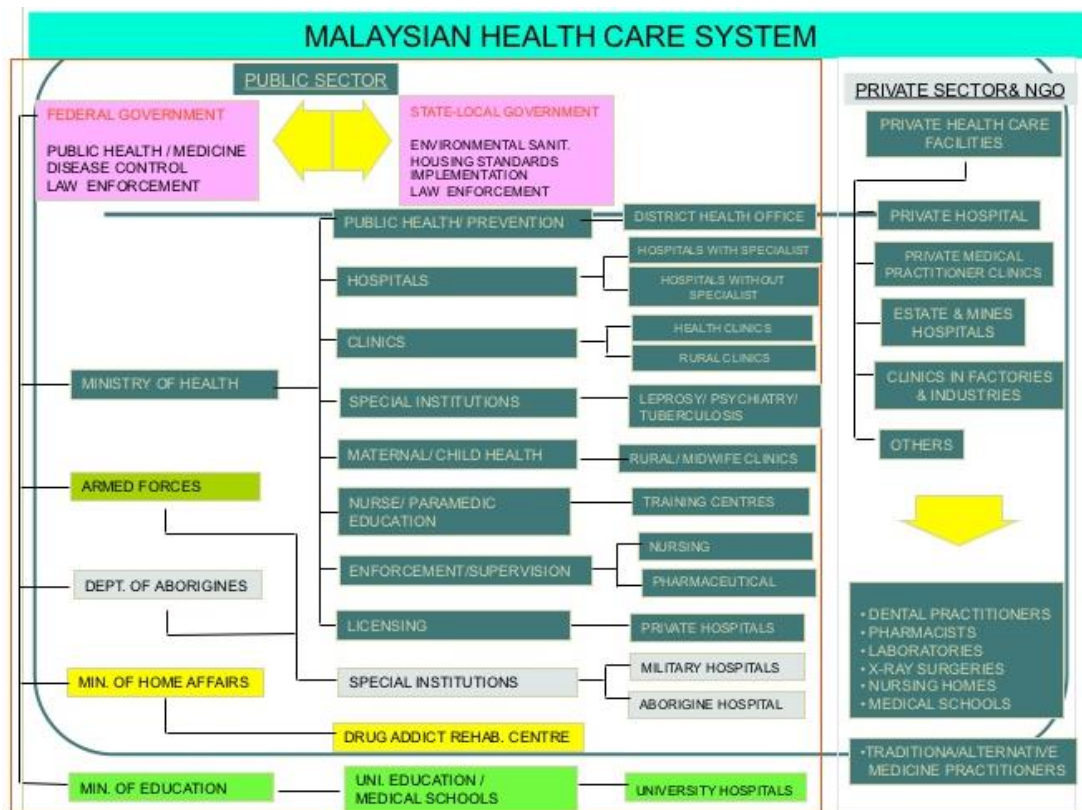 MALAYSIAN HEALTH CARE SYSTEM
PUBLIC SECTOR
FEDERAL GOVERNMENT
PUBLIC HEALTH / MEDICINE
DISEASE CONTROL
LAW ENFORCEMENT
STATE-LOCAL GOVERNMENT
ENVIRONMENTAL SANIT.
HOUSING STANDARDS
IMPLEMENTATION
LAW ENFORCEMENT
MINISTRY OF HEALTH
ARMED FORCES
DEPT. OF ABORIGINES
MIN. OF HOME AFFAIRS
MIN. OF EDUCATION
PUBLIC HEALTH/ PREVENTION
DISTRICT HEALTH OFFICE
HOSPITALS
HOSPITALS WITH SPECIALIST
HOSPITALS WITHOUT
SPECIALIST
CLINICS
HEALTH CLINICS
RURAL CLINICS
SPECIAL INSTITUTIONS
LEPROSY/ PSYCHIATRY/
TUBERCULOSIS
MATERNAL/ CHILD HEALTH
RURAL/ MIDWIFE CLINICS
NURSE/ PARAMEDIC
EDUCATION
TRAINING CENTRES
ENFORCEMENT/SUPERVISION
NURSING
PHARMACEUTICAL
LICENSING
PRIVATE HOSPITALS
SPECIAL INSTITUTIONS
MILITARY HOSPITALS
ABORIGINE HOSPITAL
DRUG ADDICT REHAB. CENTRE
UNI. EDUCATION /
MEDICAL SCHOOLS
UNIVERSITY HOSPITALS
PRIVATE SECTOR& NGO
PRIVATE HEALTH CARE
FACILITIES
PRIVATE HOSPITAL
PRIVATE MEDICAL
PRACTITIONER CLINICS
ESTATE & MINES
HOSPITALS
CLINICS IN FACTORIES
& INDUSTRIES
OTHERS
• DENTAL PRACTITIONERS
• PHARMACISTS
• LABORATORIES
• X-RAY SURGERIES
• NURSING HOMES
• MEDICAL SCHOOLS
•TRADITIONA/ALTERNATIVE
MEDICINE PRACTITIONERS